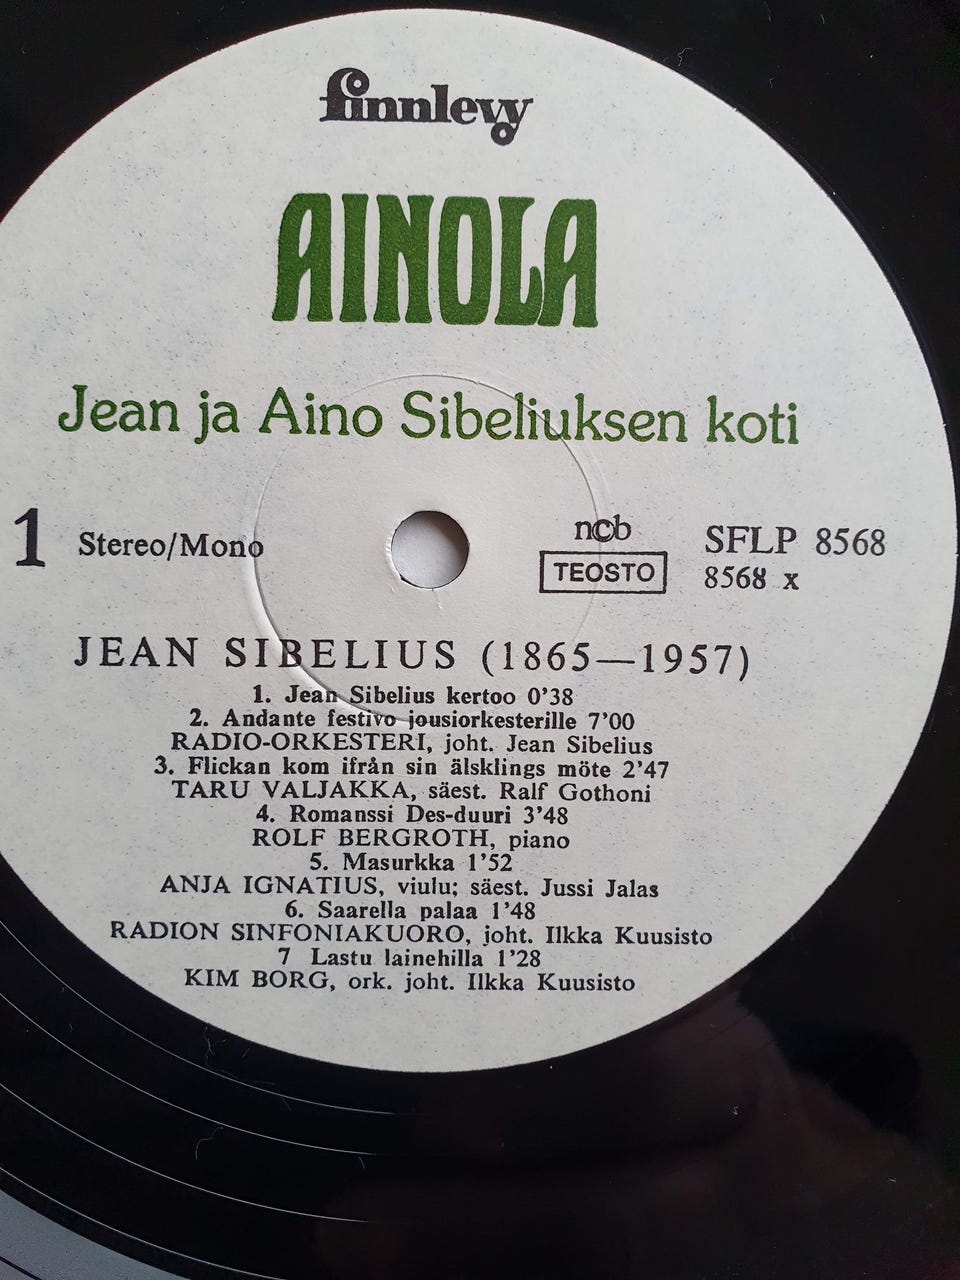 finnlevy
AINOLA
Jean ja Aino Sibeliuksen koti
1 Stereo/Mono
ncb
TEOSTO
SFLP 8568
8568 x
JEAN SIBELIUS (1865—1957)
1. Jean Sibelius kertoo 0'38
2. Andante festivo jousiorkesterille 7'00
RADIO-ORKESTERI, joht. Jean Sibelius
3. Flickan kom ifrån sin älsklings möte 2'47
TARU VALJAKKA, säest. Ralf Gothoni
4. Romanssi Des-duuri 3'48
ROLF BERGROTH, piano
5. Masurkka 1'52
ANJA IGNATIUS, viulu; säest. Jussi Jalas
6. Saarella palaa 1'48
RADION SINFONIAKUORO, joht. Ilkka Kuusisto
7 Lastu lainehilla 1'28
KIM BORG, ork. joht. Ilkka Kuusisto